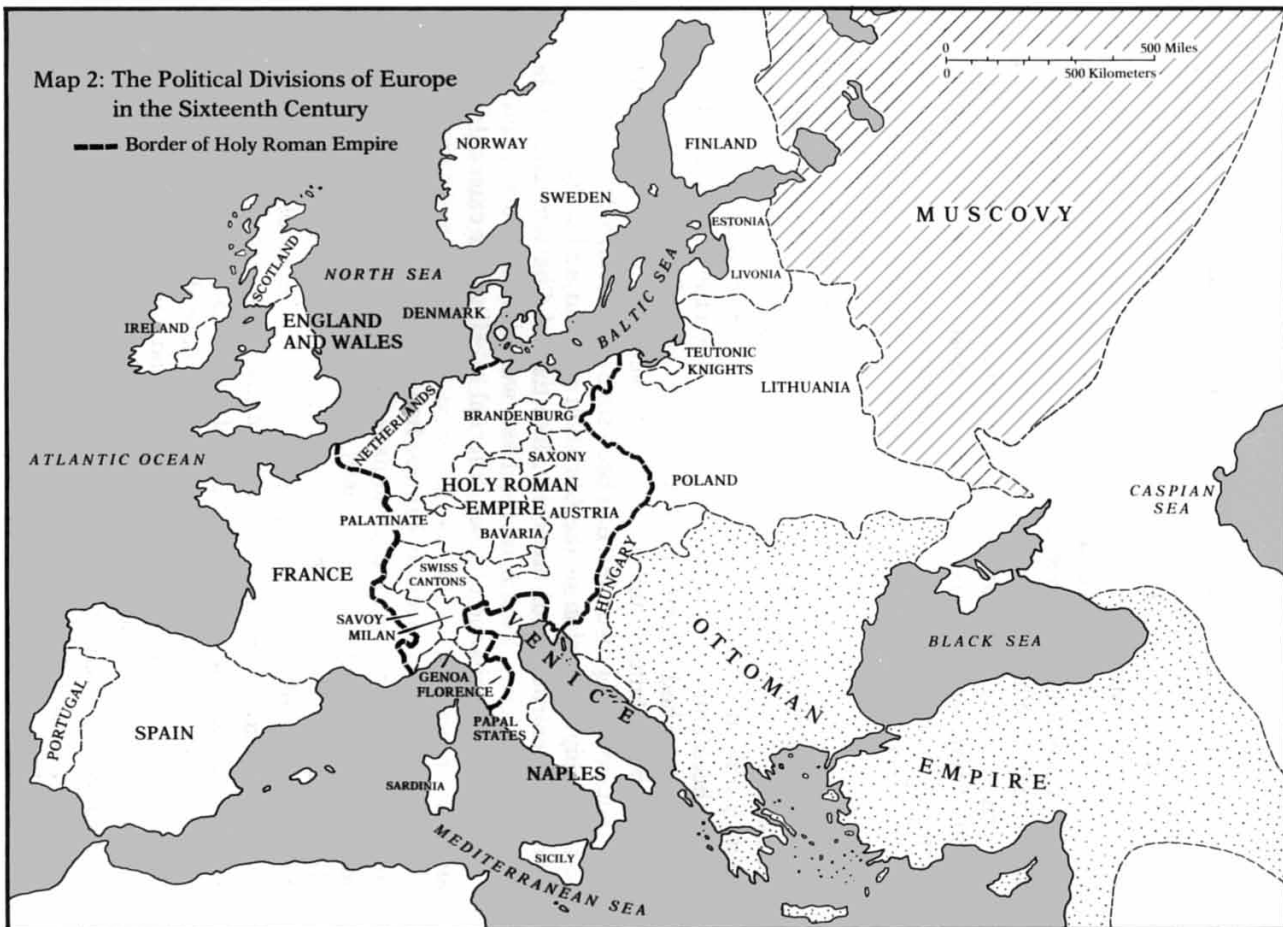 Map 2: The Political Divisions of Europe
in the Sixteenth Century
Border of Holy Roman Empire
0 500 Miles
0 500 Kilometers
NORWAY
FINLAND
SWEDEN
MUSCOVY
ESTONIA
LIVONIA
SCOTLAND
NORTH SEA
BALTIC SEA
IRELAND
ENGLAND
AND WALES
DENMARK
TEUTONIC
KNIGHTS
LITHUANIA
NETHERLANDS
BRANDENBURG
ATLANTIC OCEAN
SAXONY
HOLY ROMAN
EMPIRE
POLAND
CASPIAN
SEA
PALATINATE
AUSTRIA
BAVARIA
FRANCE
SWISS
CANTONS
HUNGARY
SAVOY
MILAN
VENICE
OTTOMAN
EMPIRE
BLACK SEA
GENOA
FLORENCE
PORTUGAL
SPAIN
PAPAL
STATES
NAPLES
SARDINIA
MEDITERRANEAN SEA
SICILY